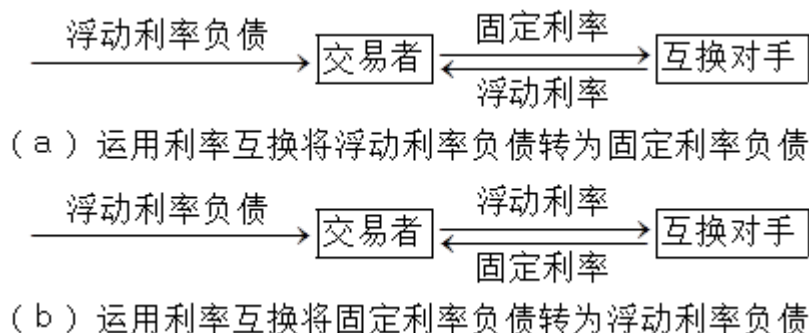 浮动利率负债
固定利率
交易者
互换对手
浮动利率
(a)运用利率互换将浮动利率负债转为固定利率负债
浮动利率负债
浮动利率
交易者
互换对手
固定利率
(b)运用利率互换将固定利率负债转为浮动利率负债